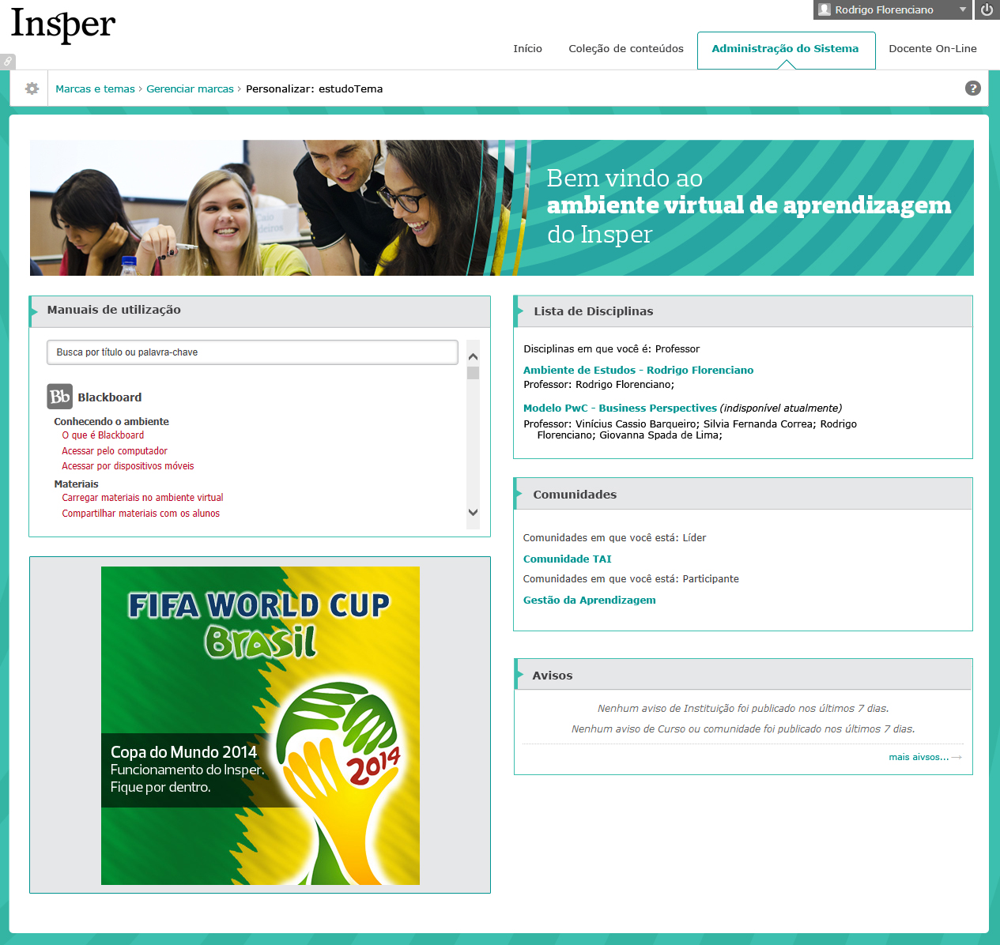 Insper
Rodrigo Florenciano
Início
Coleção de conteúdos
Administração do Sistema
Docente On-Line
Marcas e temas › Gerenciar marcas › Personalizar: estudoTema
?
Caio
Bem vindo ao
ambiente virtual de aprendizagem
do Insper
Manuais de utilização
Busca por título ou palavra-chave
Bb Blackboard
Conhecendo o ambiente
O que é Blackboard
Acessar pelo computador
Acessar por dispositivos móveis
Materiais
Carregar materiais no ambiente virtual
Compartilhar materiais com os alunos
FIFA WORLD CUP
Brasil
2014
Copa do Mundo 2014
Funcionamento do Insper.
Fique por dentro.
Lista de Disciplinas
Disciplinas em que você é: Professor
Ambiente de Estudos - Rodrigo Florenciano
Professor: Rodrigo Florenciano;
Modelo PwC - Business Perspectives (indisponível atualmente)
Professor: Vinícius Cassio Barqueiro; Silvia Fernanda Correa; Rodrigo
Florenciano; Giovanna Spada de Lima;
Comunidades
Comunidades em que você está: Líder
Comunidade TAI
Comunidades em que você está: Participante
Gestão da Aprendizagem
Avisos
Nenhum aviso de Instituição foi publicado nos últimos 7 dias.
Nenhum aviso de Curso ou comunidade foi publicado nos últimos 7 dias.
mais aivsos... →